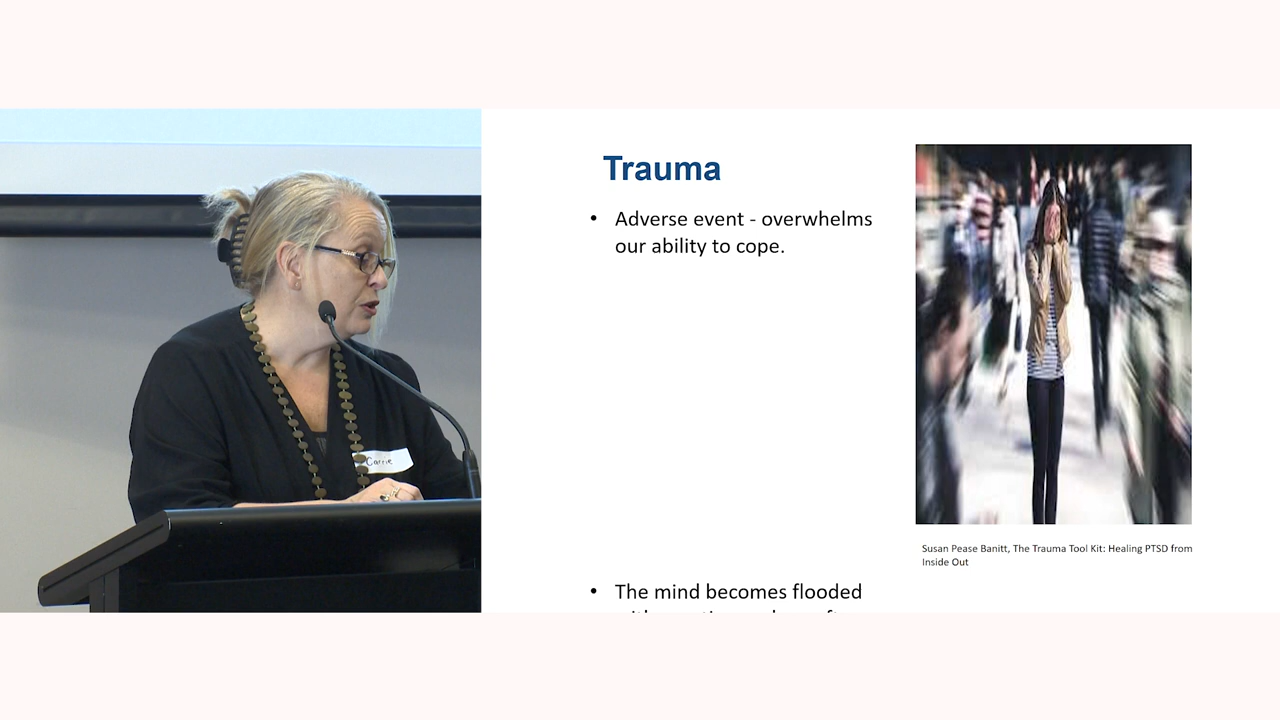 Trauma
• Adverse event - overwhelms
our ability to cope.
Susan Pease Banitt, The Trauma Tool Kit: Healing PTSD from
Inside Out
• The mind becomes flooded
Carrie